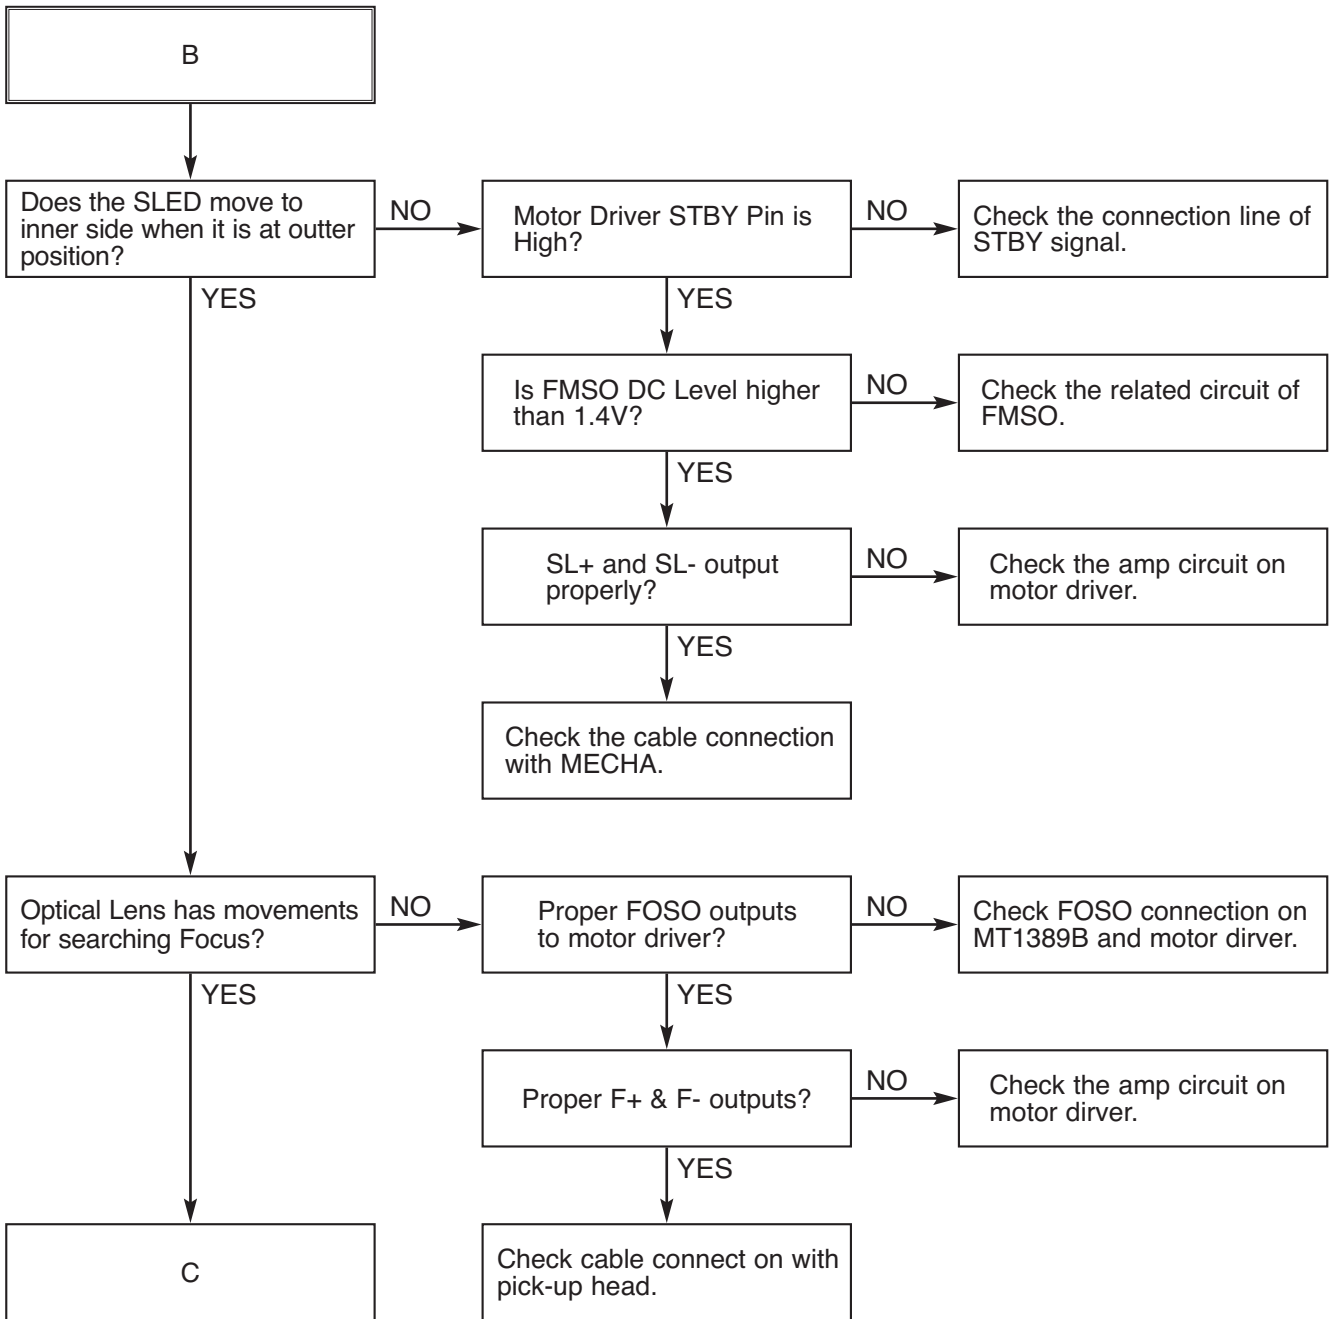 B
Does the SLED move to
inner side when it is at outter
position?
NO
Motor Driver STBY Pin is
High?
NO
Check the connection line of
STBY signal.
YES
YES
Is FMSO DC Level higher
than 1.4V?
NO
Check the related circuit of
FMSO.
YES
SL+ and SL- output
properly?
NO
Check the amp circuit on
motor driver.
YES
Check the cable connection
with MECHA.
Optical Lens has movements
for searching Focus?
NO
Proper FOSO outputs
to motor driver?
NO
Check FOSO connection on
MT1389B and motor dirver.
YES
YES
Proper F+ & F- outputs?
NO
Check the amp circuit on
motor dirver.
YES
C
Check cable connect on with
pick-up head.